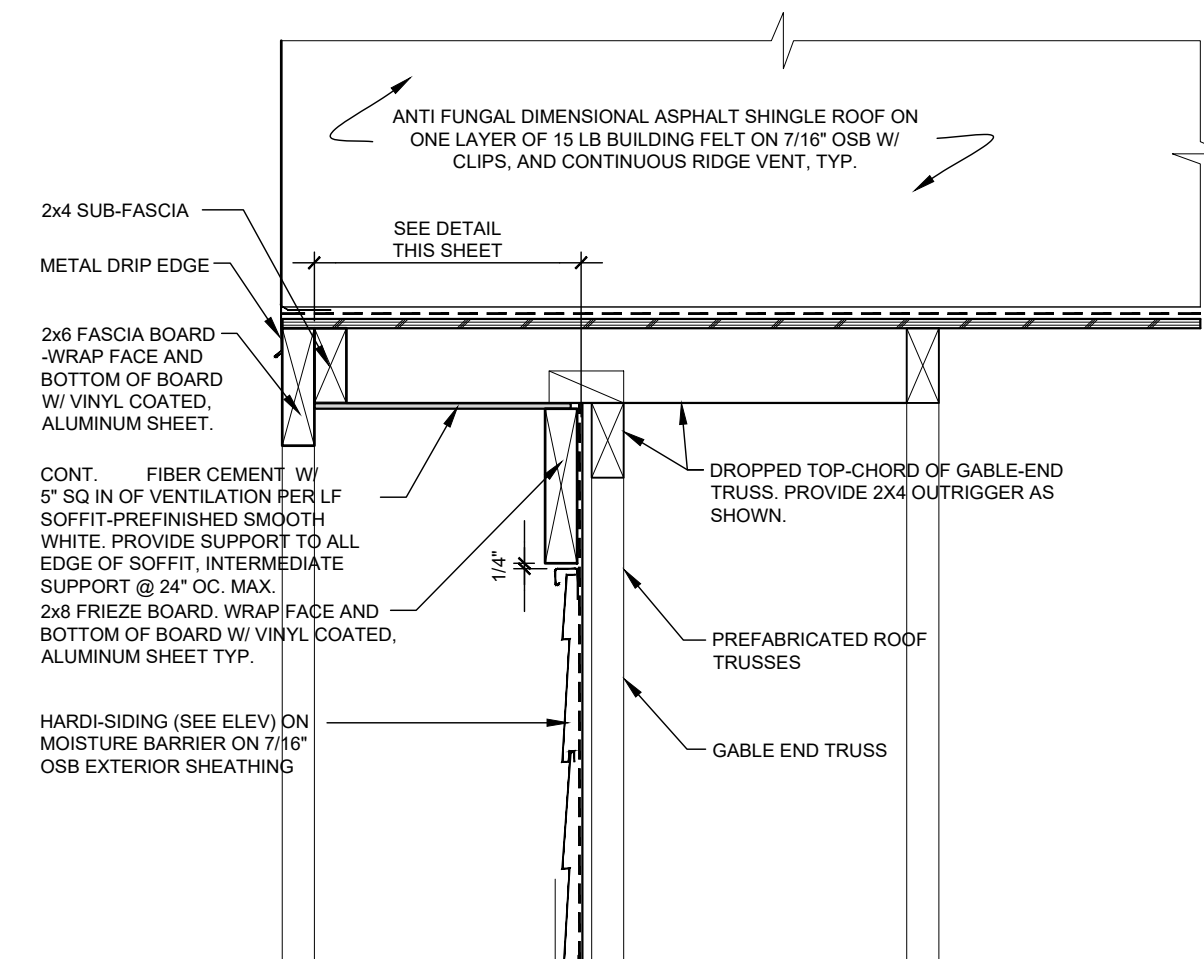 ANTI FUNGAL DIMENSIONAL ASPHALT SHINGLE ROOF ON
ONE LAYER OF 15 LB BUILDING FELT ON 7/16" OSB W/
CLIPS, AND CONTINUOUS RIDGE VENT, TYP.
2x4 SUB-FASCIA
SEE DETAIL
THIS SHEET
METAL DRIP EDGE
2x6 FASCIA BOARD
-WRAP FACE AND
BOTTOM OF BOARD
W/ VINYL COATED,
ALUMINUM SHEET.
CONT. FIBER CEMENT W/
5" SQ IN OF VENTILATION PER LF
SOFFIT-PREFINISHED SMOOTH
WHITE. PROVIDE SUPPORT TO ALL
EDGE OF SOFFIT, INTERMEDIATE
SUPPORT @ 24" OC. MAX.
2x8 FRIEZE BOARD. WRAP FACE AND
BOTTOM OF BOARD W/ VINYL COATED,
ALUMINUM SHEET TYP.
1/4"
HARDI-SIDING (SEE ELEV) ON
MOISTURE BARRIER ON 7/16"
OSB EXTERIOR SHEATHING
DROPPED TOP-CHORD OF GABLE-END
TRUSS. PROVIDE 2X4 OUTRIGGER AS
SHOWN.
PREFABRICATED ROOF
TRUSSES
GABLE END TRUSS